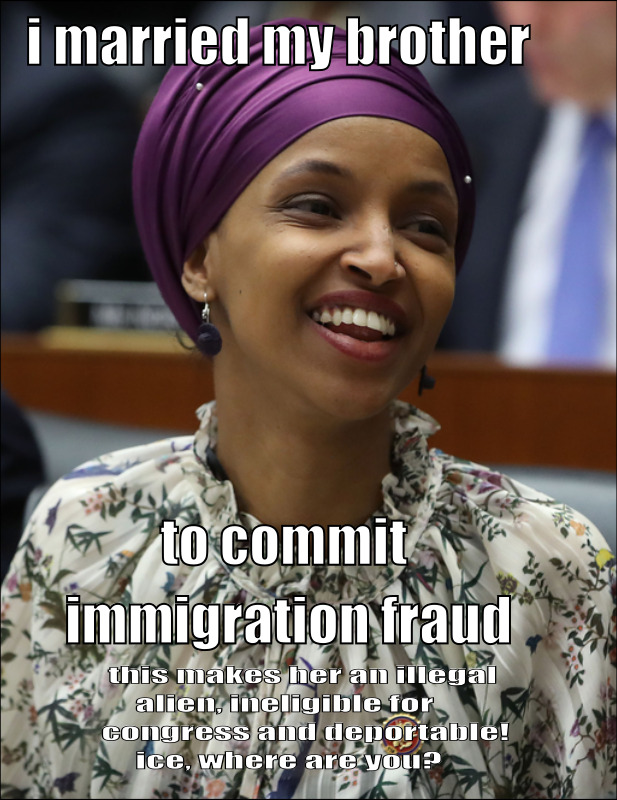 i married my brother
to commit
immigration fraud
this makes her an illegal
alien, ineligible for
congress and deportable!
ice, where are you?